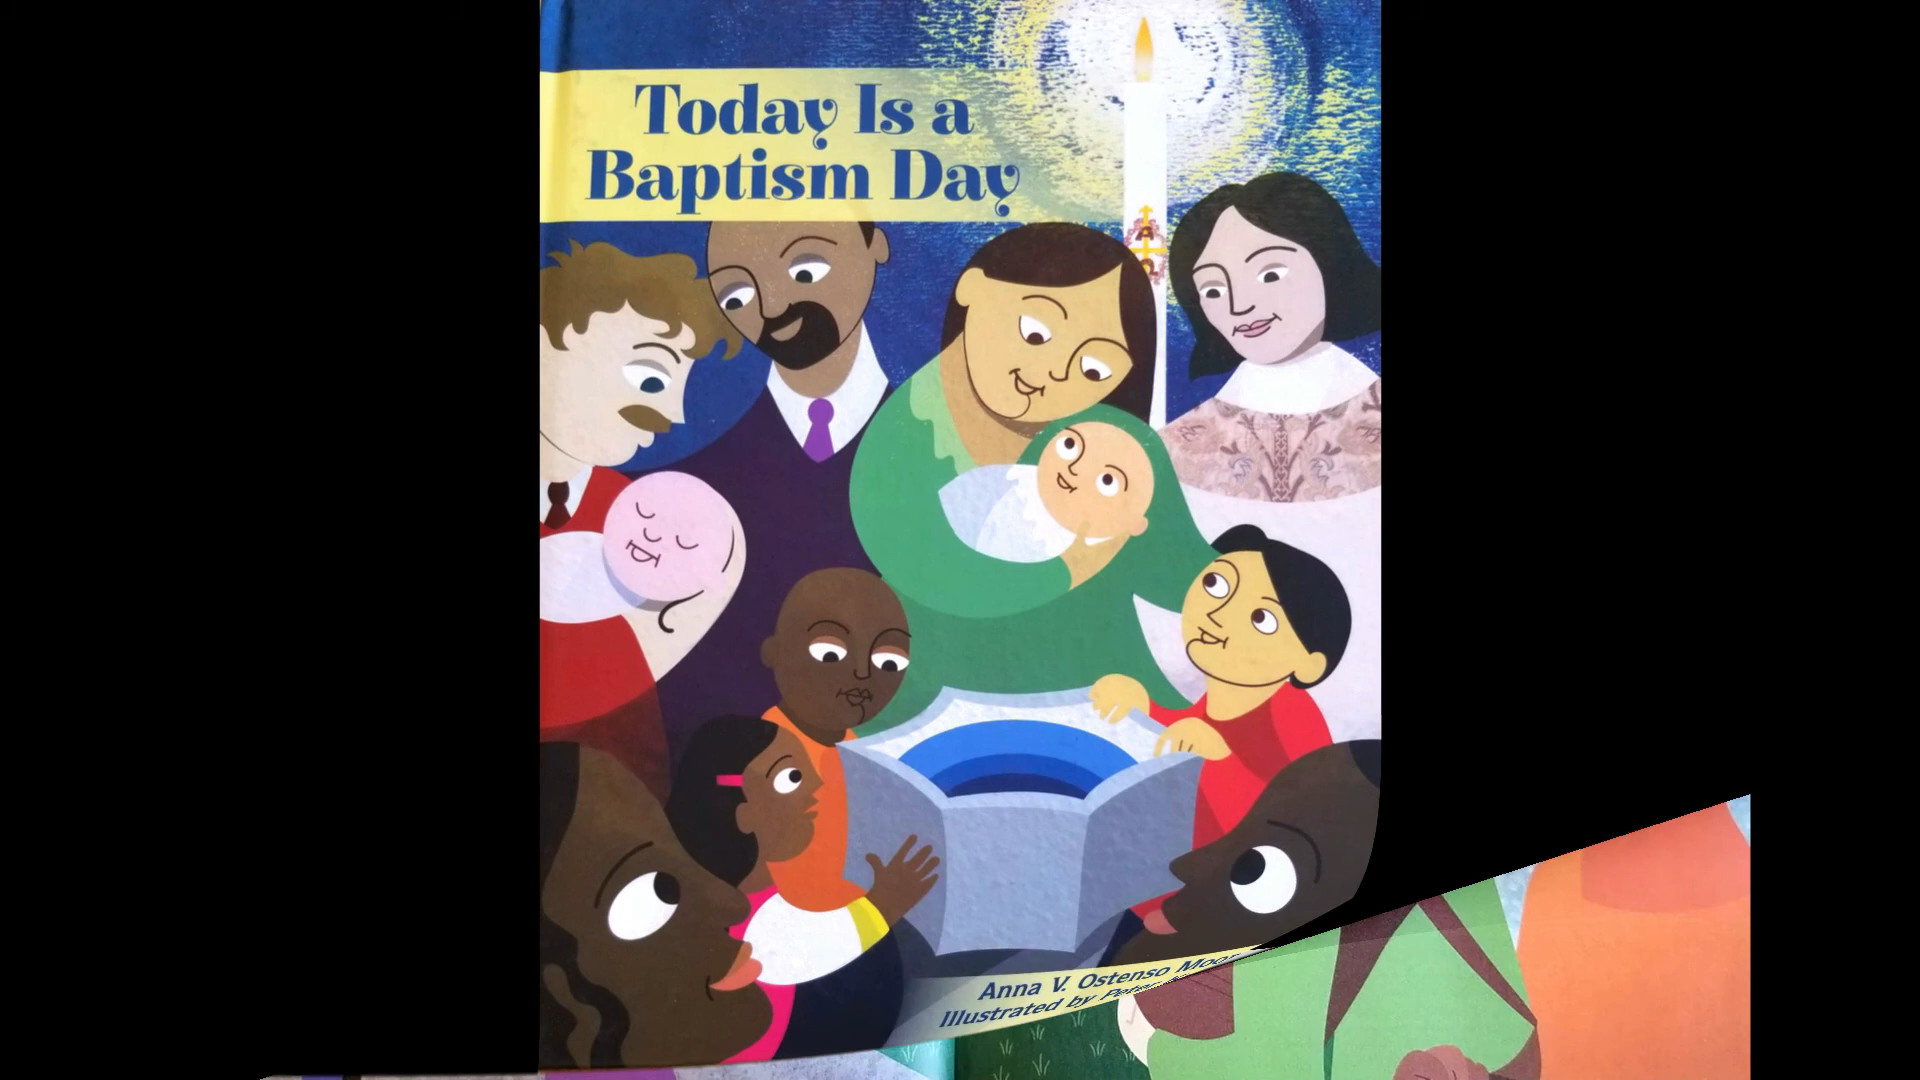 Today Is a
Baptism Day
Α
Ω
Anna V. Ostenso
Illustrated by